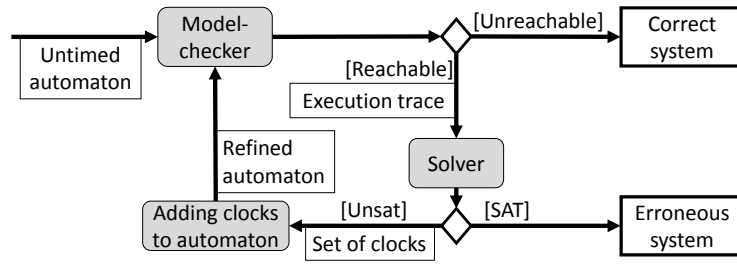 Untimed
automaton
Model-
checker
[Unreachable]
Correct
system
[Reachable]
Execution trace
Refined
automaton
Solver
Adding clocks
to automaton
[Unsat]
Set of clocks
[SAT]
Erroneous
system